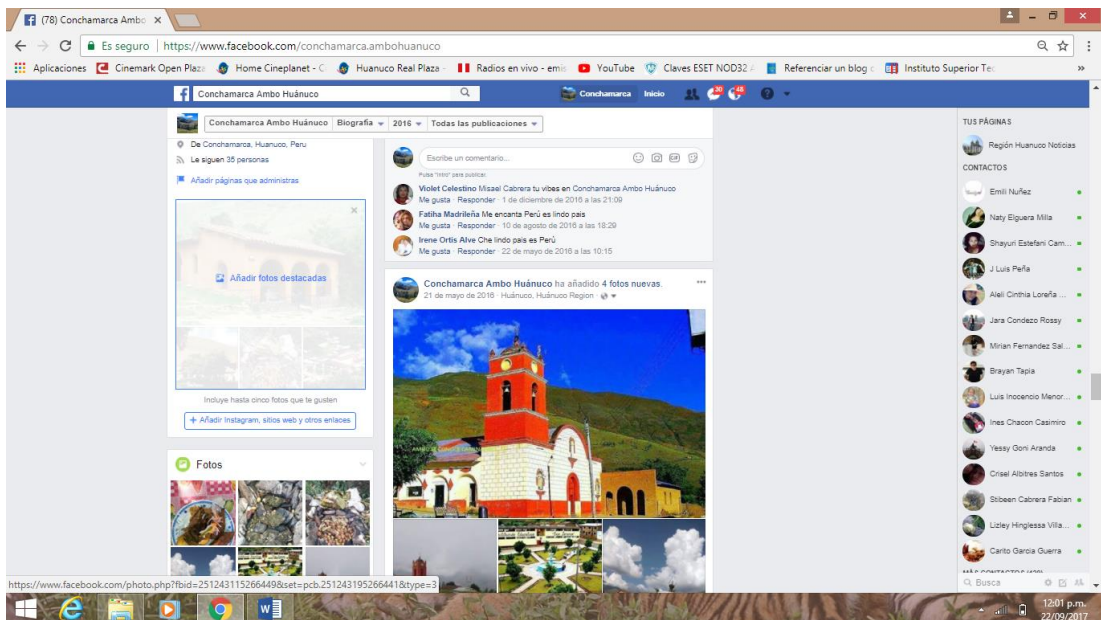 (78) Conchamarca Ambo
Es seguro
https://www.facebook.com/conchamarca.ambohuanuco
Aplicaciones
Cinemark Open Plaza
Home Cineplanet - C
Huanuco Real Plaza -
Radios en vivo - emis
YouTube
Claves ESET NOD32
Referenciar un blog
Instituto Superior Tec
»
Conchamarca Ambo Huánuco
Conchamarca
Inicio
Conchamarca Ambo Huánuco
Biografía
2016
Todas las publicaciones
De Conchamarca, Huanuco, Peru
Le siguen 35 personas
Añadir páginas que administras
Añadir fotos destacadas
Incluye hasta cinco fotos que te gusten
+ Añadir Instagram, sitios web y otros enlaces
Fotos
Escribe un comentario...
Pulsa "Intro" para publicar.
Violet Celestino Misael Cabrera tu vibes en Conchamarca Ambo Huánuco
Me gusta · Responder · 1 de diciembre de 2016 a las 21:09
Fatiha Madrileña Me encanta Perú es lindo pais
Me gusta · Responder · 10 de agosto de 2016 a las 18:29
Irene Ortis Alve Che lindo pais es Perú
Me gusta · Responder · 22 de mayo de 2016 a las 10:15
Conchamarca Ambo Huánuco ha añadido 4 fotos nuevas.
21 de mayo de 2016 · Huánuco, Huánuco Region ·
TUS PÁGINAS
Región Huanuco Noticias
CONTACTOS
Emili Nuñez
Naty Elguera Milla
Shayuri Estefani Cam...
J Luis Peña
Aleli Cinthia Loreña ...
Jara Condezo Rossy
Mirian Fernandez Sal...
Brayan Tapia
Luis Inocencio Menor...
Ines Chacon Casimiro
Yessy Goni Aranda
Crisel Albitres Santos
Stibeen Cabrera Fabian
Lizley Hinglessa Villa...
Carito Garcia Guerra
Busca
https://www.facebook.com/photo.php?fbid=251243115266449&set=pcb.251243195266441&type=3
12:01 p.m.
22/09/2017